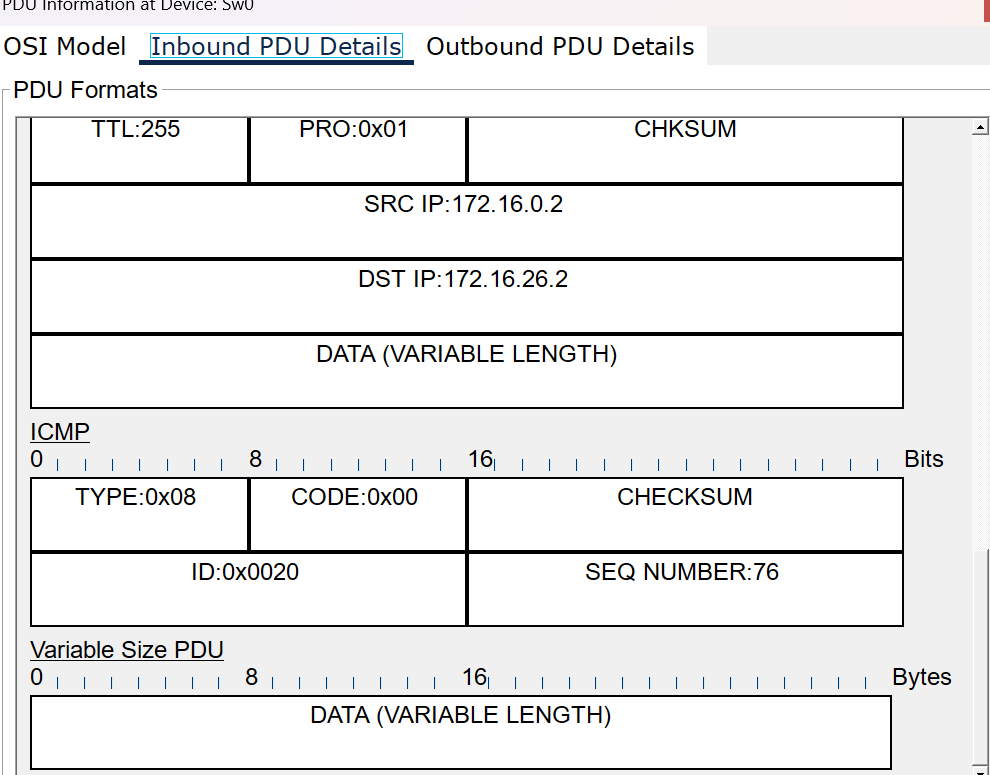 PDU Information at Device: Sw0
OSI Model Inbound PDU Details Outbound PDU Details
PDU Formats
TTL:255 PRO:0x01 CHKSUM
SRC IP:172.16.0.2
DST IP:172.16.26.2
DATA (VARIABLE LENGTH)
ICMP
0 8 16 Bits
TYPE:0x08 CODE:0x00 CHECKSUM
ID:0x0020 SEQ NUMBER:76
Variable Size PDU
0 8 16 Bytes
DATA (VARIABLE LENGTH)